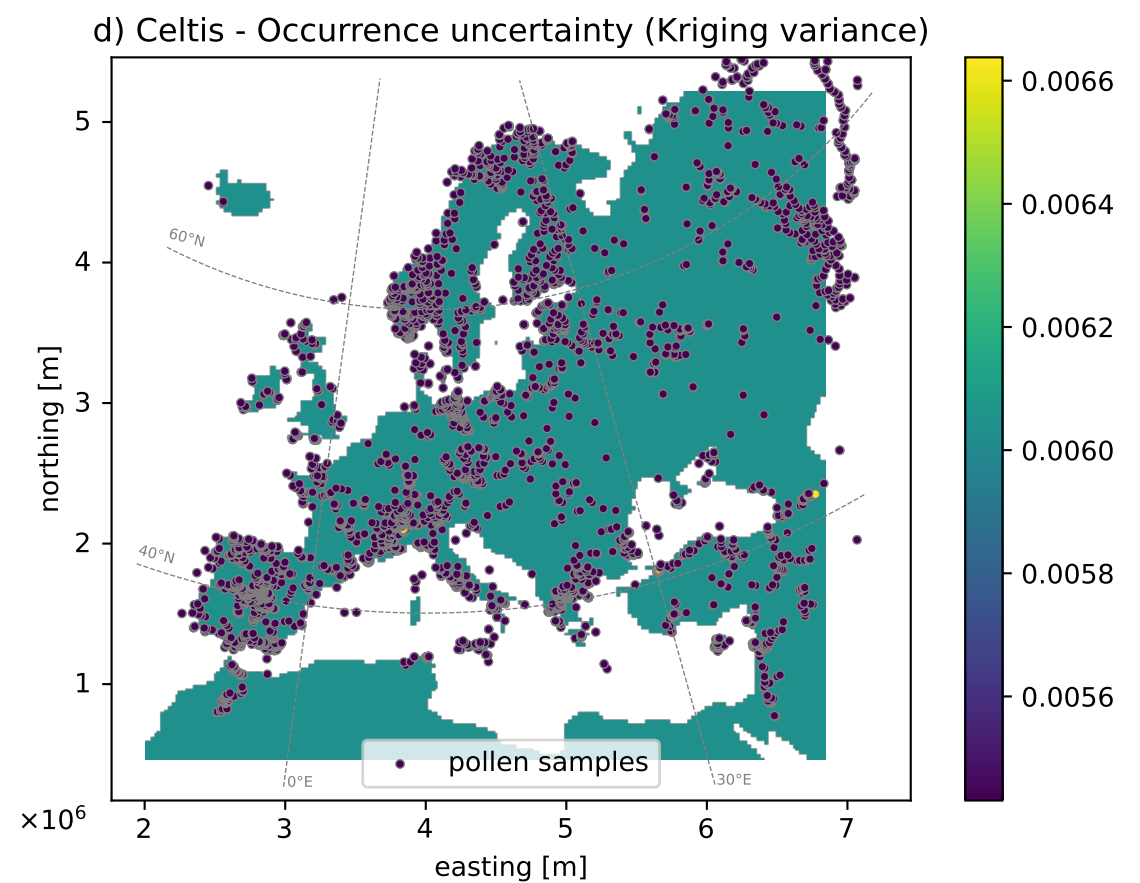 d) Celtis - Occurrence uncertainty (Kriging variance)
5
4
3
2
1
northing [m]
60°N
40°N
0°E
30°E
pollen samples
×10⁶
2 3 4 5 6 7
easting [m]
0.0066
0.0064
0.0062
0.0060
0.0058
0.0056